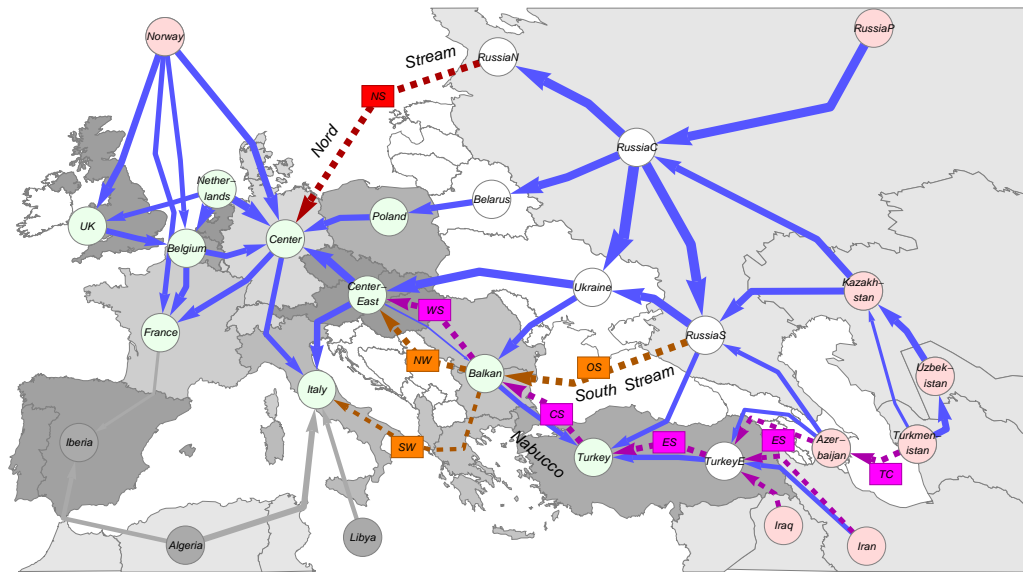 RussiaP
Norway
Stream
RussiaN
NS
Nord
RussiaC
Nether–
lands
Belarus
Poland
UK
Center
Belgium
Kazakh–
stan
Ukraine
Center–
East
WS
France
RussiaS
NW
OS
Balkan
South Stream
Uzbek–
istan
Italy
CS
Iberia
SW
Nabucco
ES
ES
Azer–
baijan
Turkmen–
istan
Turkey
TurkeyE
TC
Iraq
Algeria
Libya
Iran